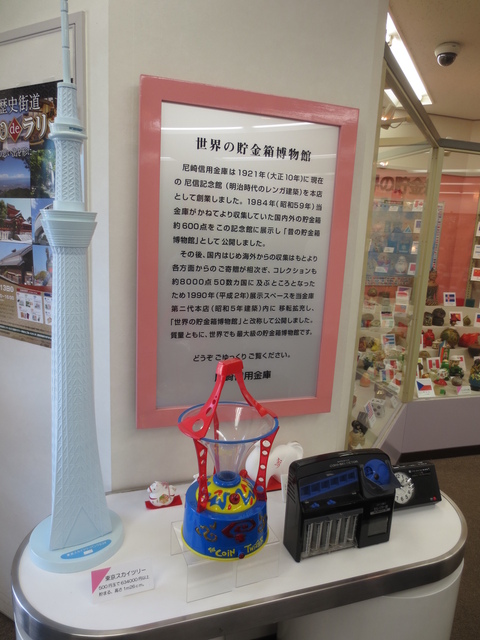 歴史街道
de ラリ
世界の貯金箱博物館
尼崎信用金庫は1921年(大正10年)に現在
の 尼信記念館 (明治時代のレンガ建築)を本店
として創業しました。1984年(昭和59年)当
金庫がかねてより収集していた国内外の貯金箱
約600点をこの記念館に展示し「昔の貯金箱
博物館」として公開しました。
その後、国内はじめ海外からの収集はもとより
各方面からのご寄贈が相次ぎ、コレクションも
約8000点50数カ国に 及ぶところとなった
ため1990年(平成2年)展示スペースを当金庫
第二代本店(昭和5年建築)内に 移転拡充し、
「世界の貯金箱博物館」と改称して公開しました。
質量ともに、世界でも最大級の貯金箱博物館です。
どうぞ ごゆっくり ご覧ください。
信用金庫
COIN TWISTER
東京スカイツリー